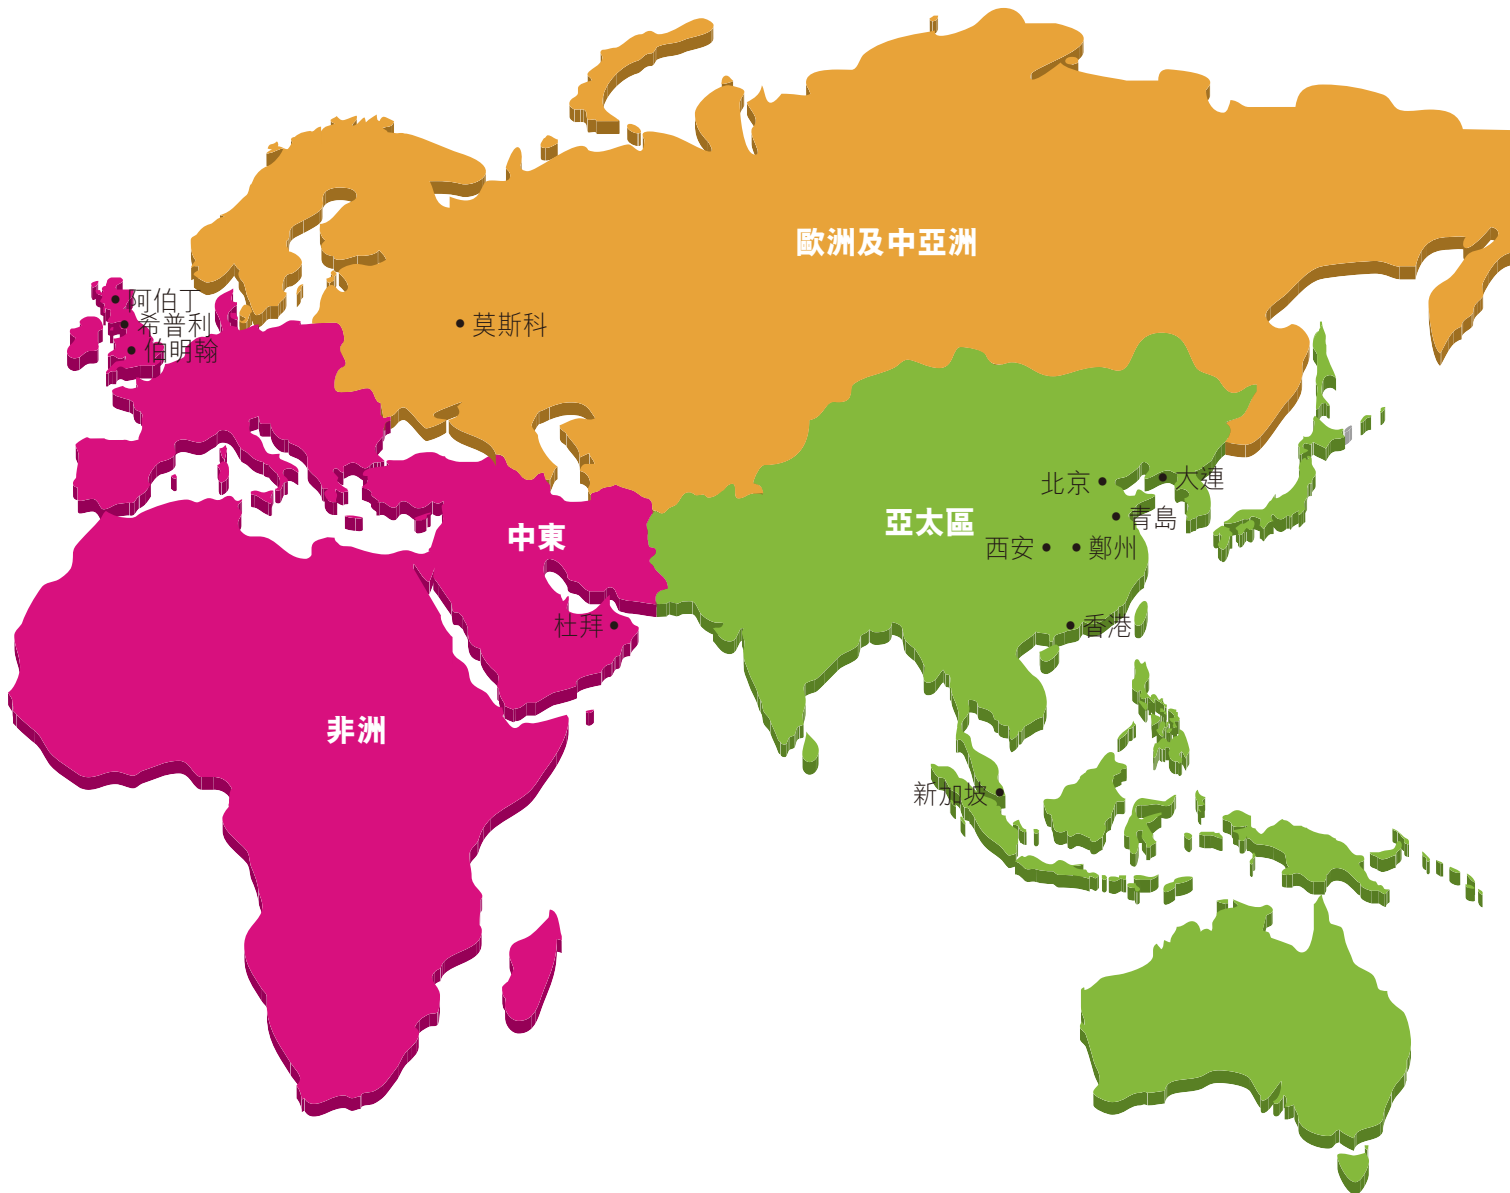 歐洲及中亞洲
阿伯丁
希普利
伯明翰
莫斯科
北京
大連
青島
亞太區
中東
西安
鄭州
杜拜
香港
非洲
新加坡